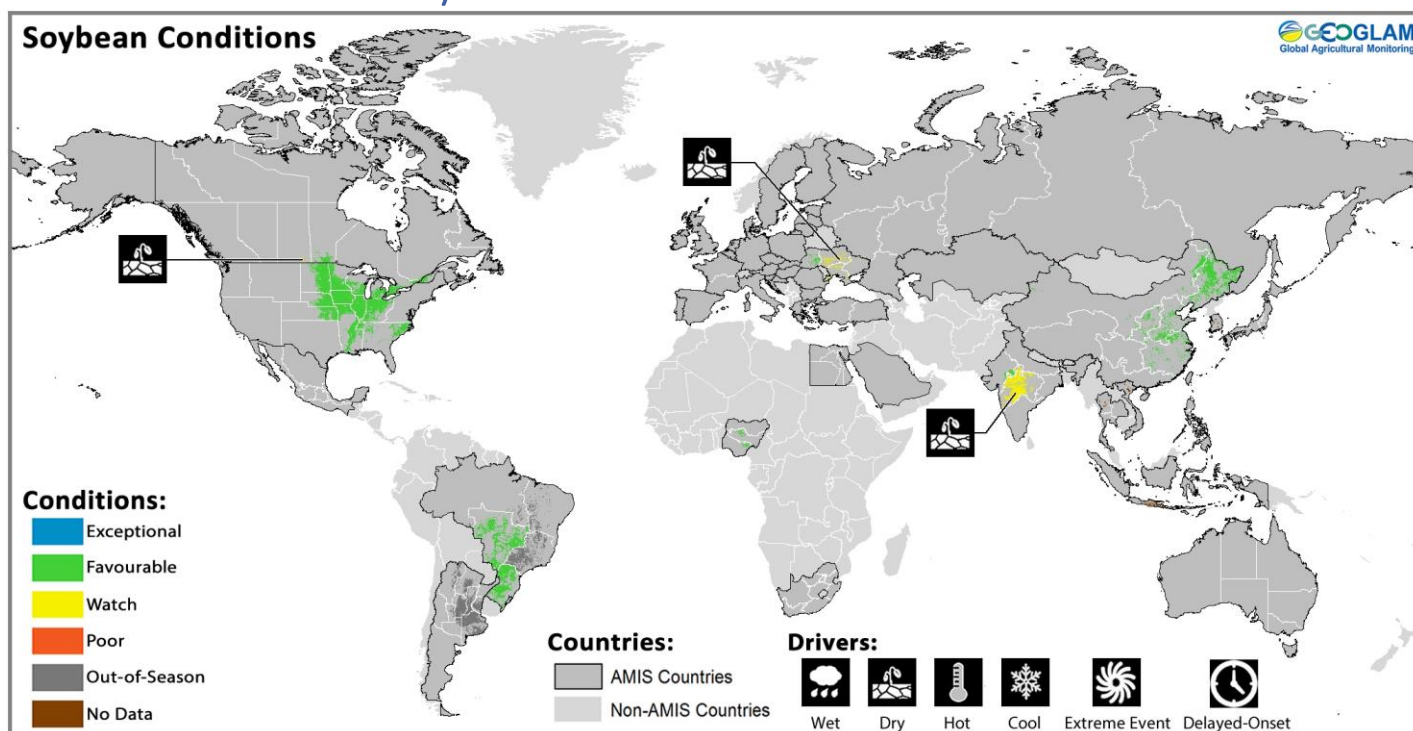 Soybean Conditions
GEOGLAM
Global Agricultural Monitoring
Conditions:
Exceptional
Favourable
Watch
Poor
Out-of-Season
No Data
Countries:
AMIS Countries
Non-AMIS Countries
Drivers:
Wet Dry Hot Cool Extreme Event Delayed-Onset